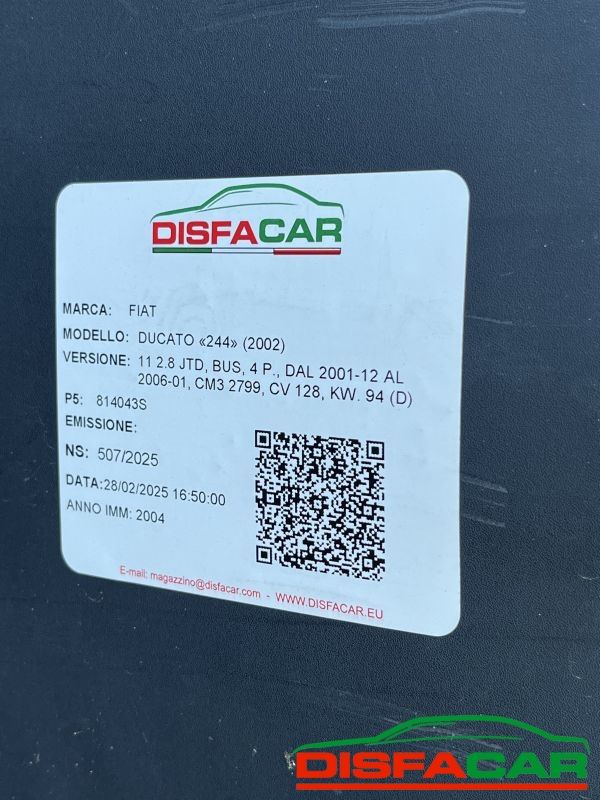 DISFACAR
MARCA: FIAT
MODELLO: DUCATO «244» (2002)
VERSIONE: 11 2.8 JTD, BUS, 4 P., DAL 2001-12 AL
2006-01, CM3 2799, CV 128, KW. 94 (D)
P5: 814043S
EMISSIONE:
NS: 507/2025
DATA:28/02/2025 16:50:00
ANNO IMM: 2004
E-mail: magazzino@disfacar.com - WWW.DISFACAR.EU
DISFACAR